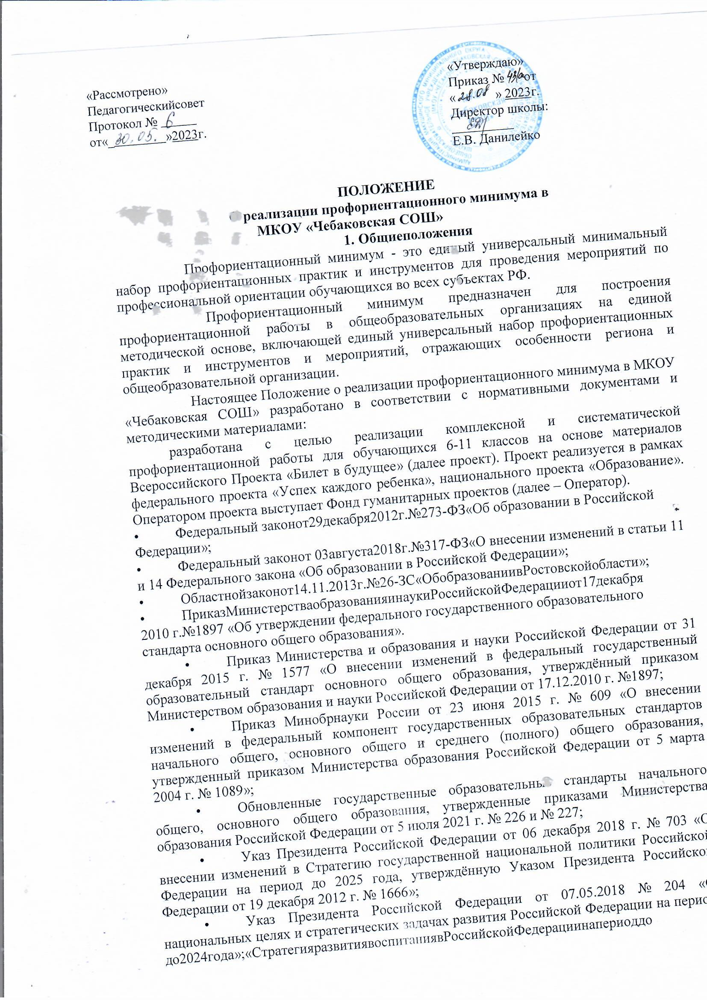 «Рассмотрено»
Педагогическийсовет
Протокол № 6
от«30.05.»2023г.
«Утверждаю»
Приказ № 43/а от
« 28.08 » 2023г.
Директор школы:
Е.В. Данилейко
ПОЛОЖЕНИЕ
реализации профориентационного минимума в
МКОУ «Чебаковская СОШ»
1. Общиеположения
Профориентационный минимум - это единый универсальный минимальный
набор профориентационных практик и инструментов для проведения мероприятий по
профессиональной ориентации обучающихся во всех субъектах РФ.
Профориентационный минимум предназначен для построения
профориентационной работы в общеобразовательных организациях на единой
методической основе, включающей единый универсальный набор профориентационных
практик и инструментов и мероприятий, отражающих особенности региона и
общеобразовательной организации.
Настоящее Положение о реализации профориентационного минимума в МКОУ
«Чебаковская СОШ» разработано в соответствии с нормативными документами и
методическими материалами:
разработана с целью реализации комплексной и систематической
профориентационной работы для обучающихся 6-11 классов на основе материалов
Всероссийского Проекта «Билет в будущее» (далее проект). Проект реализуется в рамках
федерального проекта «Успех каждого ребенка», национального проекта «Образование».
Оператором проекта выступает Фонд гуманитарных проектов (далее – Оператор).
• Федеральный законот29декабря2012г.№273-ФЗ«Об образовании в Российской
Федерации»;
• Федеральный законот 03августа2018г.№317-ФЗ«О внесении изменений в статьи 11
и 14 Федерального закона «Об образовании в Российской Федерации»;
• Областнойзаконот14.11.2013г.№26-ЗС«ОбобразованиивРостовскойобласти»;
• ПриказМинистерстваобразованияинаукиРоссийскойФедерацииот17декабря
2010 г.№1897 «Об утверждении федерального государственного образовательного
стандарта основного общего образования».
• Приказ Министерства и образования и науки Российской Федерации от 31
декабря 2015 г. № 1577 «О внесении изменений в федеральный государственный
образовательный стандарт основного общего образования, утверждённый приказом
Министерством образования и науки Российской Федерации от 17.12.2010 г. №1897;
• Приказ Минобрнауки России от 23 июня 2015 г. № 609 «О внесении
изменений в федеральный компонент государственных образовательных стандартов
начального общего, основного общего и среднего (полного) общего образования,
утвержденный приказом Министерства образования Российской Федерации от 5 марта
2004 г. № 1089»;
• Обновленные государственные образовательные стандарты начального
общего, основного общего образования, утвержденные приказами Министерства
образования Российской Федерации от 5 июля 2021 г. № 226 и № 227;
• Указ Президента Российской Федерации от 06 декабря 2018 г. № 703 «О
внесении изменений в Стратегию государственной национальной политики Российской
Федерации на период до 2025 года, утверждённую Указом Президента Российской
Федерации от 19 декабря 2012 г. № 1666»;
• Указ Президента Российской Федерации от 07.05.2018 № 204 «О
национальных целях и стратегических задачах развития Российской Федерации на период
до2024года»;«СтратегияразвитиявоспитаниявРоссийскойФедерациинапериоддо